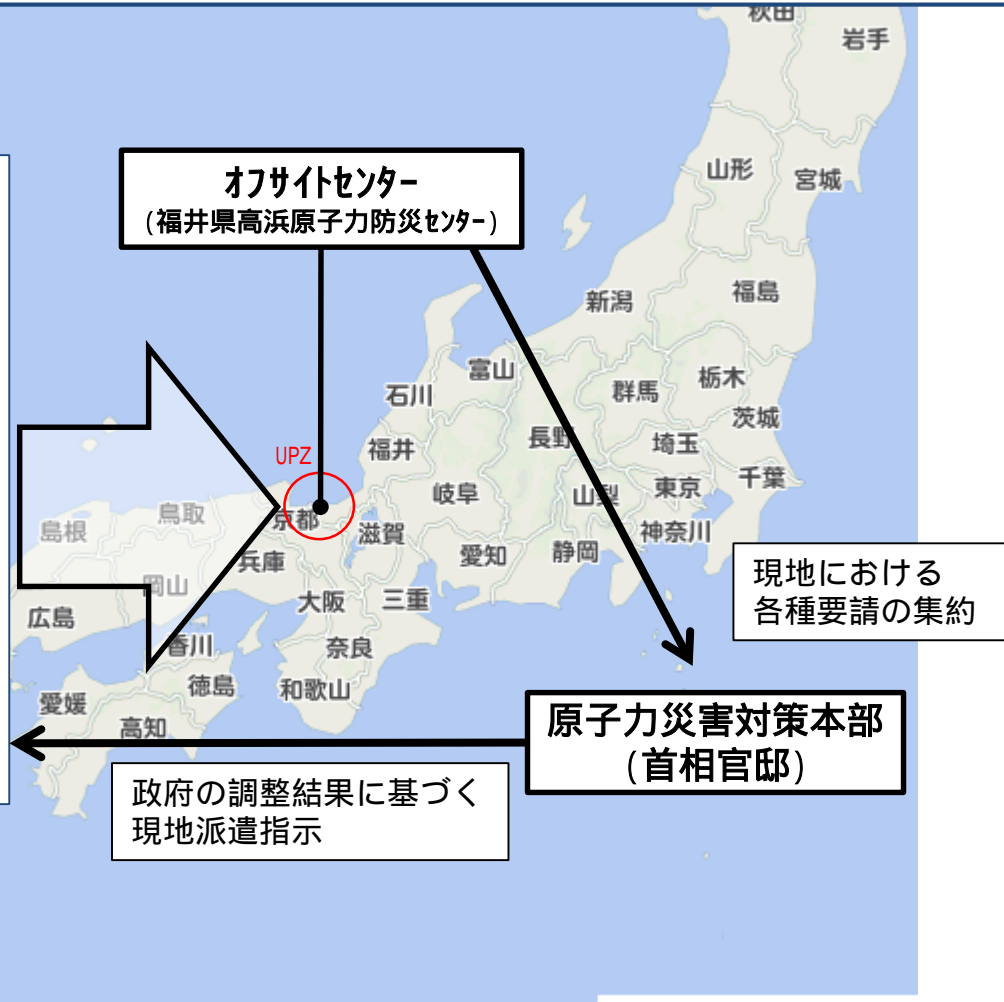 秋田
岩手
山形
宮城
オフサイトセンター
(福井県高浜原子力防災センター)
新潟
福島
富山
石川
群馬
栃木
茨城
長野
福井
埼玉
UPZ
千葉
岐阜
山梨
東京
鳥取
京都
島根
滋賀
神奈川
兵庫
愛知
静岡
岡山
大阪
三重
広島
現地における
各種要請の集約
香川
奈良
徳島
和歌山
愛媛
高知
原子力災害対策本部
(首相官邸)
政府の調整結果に基づく
現地派遣指示